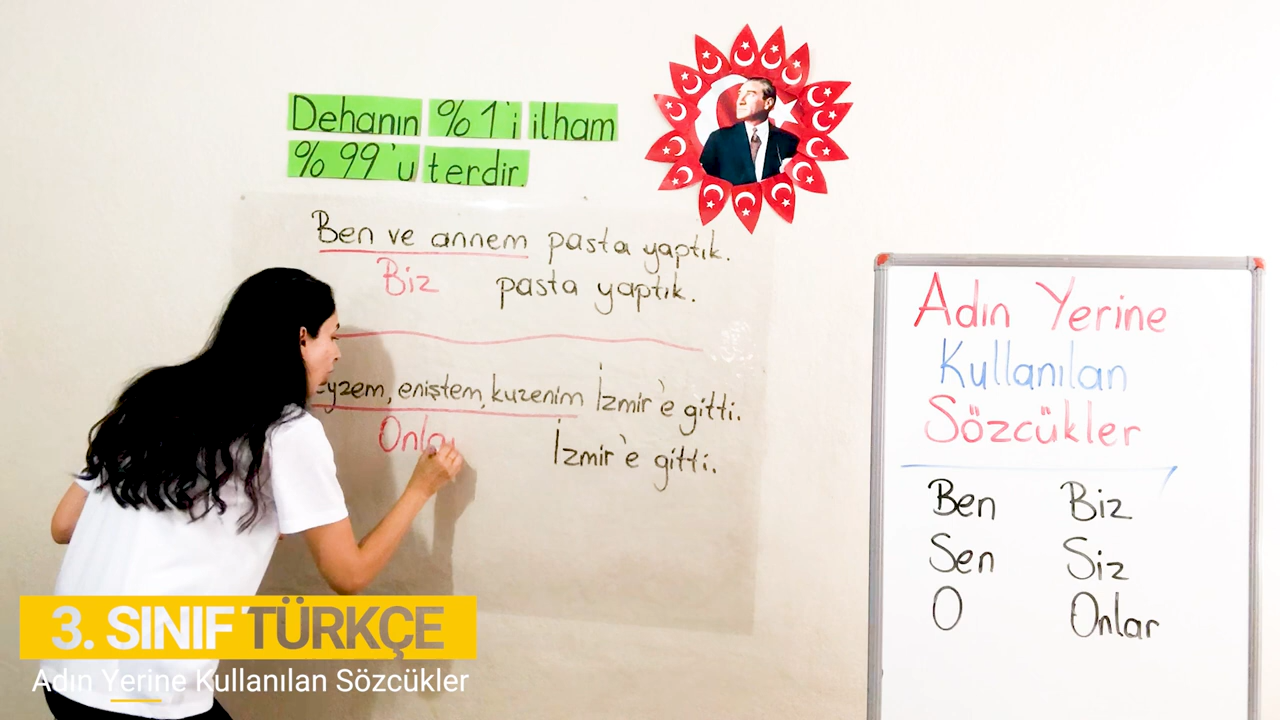 Dehanın %1'i ilham
%99'u terdir.
Ben ve annem pasta yaptık.
Biz pasta yaptık.
eniştem, kuzenim İzmir'e gitti.
İzmir'e gitti.
Adın Yerine
Kullanılan
Sözcükler
Ben Biz
Sen Siz
O Onlar
3. SINIF TÜRKÇE
Adın Yerine Kullanılan Sözcükler